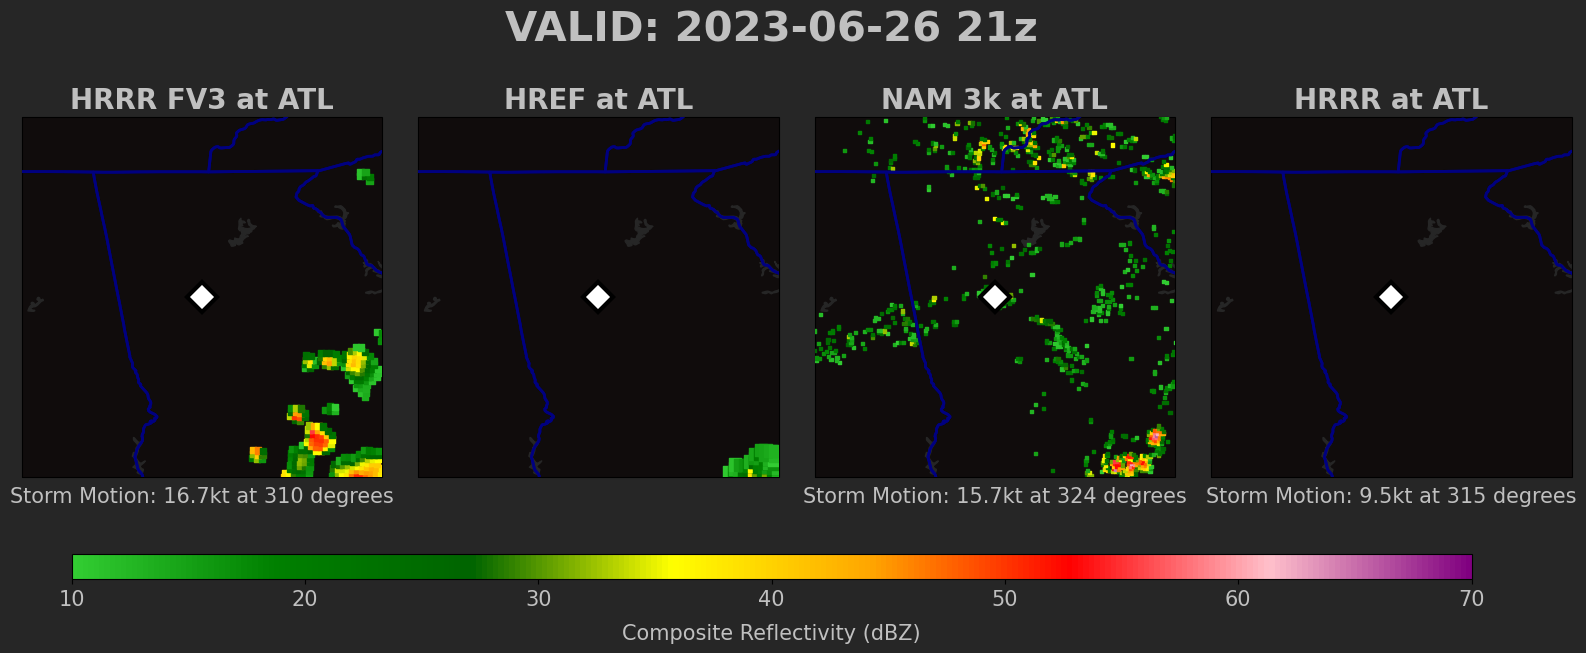 VALID: 2023-06-26 21z
HRRR FV3 at ATL
HREF at ATL
NAM 3k at ATL
HRRR at ATL
Storm Motion: 16.7kt at 310 degrees
Storm Motion: 15.7kt at 324 degrees
Storm Motion: 9.5kt at 315 degrees
10 20 30 40 50 60 70
Composite Reflectivity (dBZ)